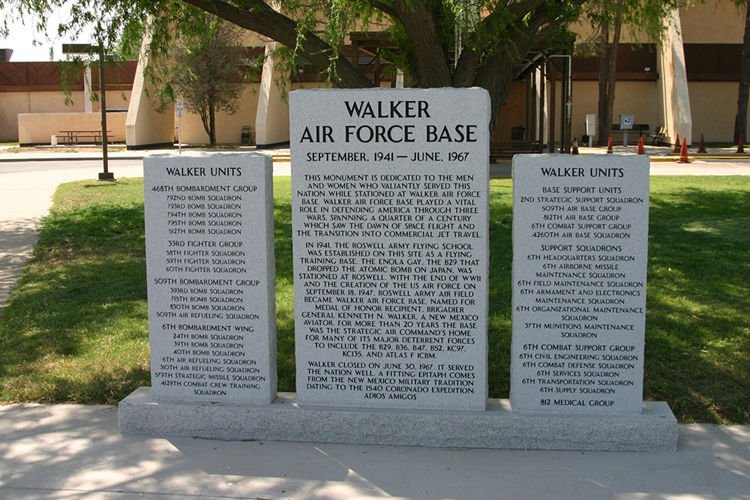 WALKER UNITS
468TH BOMBARDMENT GROUP
792ND BOMB SQUADRON
793RD BOMB SQUADRON
794TH BOMB SQUADRON
795TH BOMB SQUADRON
512TH BOMB SQUADRON
33RD FIGHTER GROUP
58TH FIGHTER SQUADRON
59TH FIGHTER SQUADRON
60TH FIGHTER SQUADRON
509TH BOMBARDMENT GROUP
393RD BOMB SQUADRON
715TH BOMB SQUADRON
830TH BOMB SQUADRON
509TH AIR REFUELING SQUADRON
6TH BOMBARDMENT WING
24TH BOMB SQUADRON
39TH BOMB SQUADRON
40TH BOMB SQUADRON
6TH AIR REFUELING SQUADRON
310TH AIR REFUELING SQUADRON
579TH STRATEGIC MISSILE SQUADRON
4129TH COMBAT CREW TRAINING
SQUADRON
WALKER
AIR FORCE BASE
SEPTEMBER, 1941 — JUNE, 1967
THIS MONUMENT IS DEDICATED TO THE MEN
AND WOMEN WHO VALIANTLY SERVED THIS
NATION WHILE STATIONED AT WALKER AIR FORCE
BASE. WALKER AIR FORCE BASE PLAYED A VITAL
ROLE IN DEFENDING AMERICA THROUGH THREE
WARS, SPANNING A QUARTER OF A CENTURY
WHICH SAW THE DAWN OF SPACE FLIGHT AND
THE TRANSITION INTO COMMERCIAL JET TRAVEL.
IN 1941, THE ROSWELL ARMY FLYING SCHOOL
WAS ESTABLISHED ON THIS SITE AS A FLYING
TRAINING BASE. THE ENOLA GAY, THE B29 THAT
DROPPED THE ATOMIC BOMB ON JAPAN, WAS
STATIONED AT ROSWELL. WITH THE END OF WWII
AND THE CREATION OF THE US AIR FORCE ON
SEPTEMBER 18, 1947, ROSWELL ARMY AIR FIELD
BECAME WALKER AIR FORCE BASE, NAMED FOR
MEDAL OF HONOR RECIPIENT, BRIGADIER
GENERAL KENNETH N. WALKER, A NEW MEXICO
AVIATOR. FOR MORE THAN 20 YEARS THE BASE
WAS THE STRATEGIC AIR COMMAND'S HOME
FOR MANY OF ITS MAJOR DETERRENT FORCES
TO INCLUDE THE B29, B36, B47, B52, KC97,
KC135, AND ATLAS F ICBM.
WALKER CLOSED ON JUNE 30, 1967. IT SERVED
THE NATION WELL. A FITTING EPITAPH COMES
FROM THE NEW MEXICO MILITARY TRADITION
DATING TO THE 1540 CORONADO EXPEDITION.
ADIOS AMIGOS
WALKER UNITS
BASE SUPPORT UNITS
2ND STRATEGIC SUPPORT SQUADRON
509TH AIR BASE GROUP
812TH AIR BASE GROUP
6TH COMBAT SUPPORT GROUP
4260TH AIR BASE SQUADRON
SUPPORT SQUADRONS
6TH HEADQUARTERS SQUADRON
6TH AIRBORNE MISSILE
MAINTENANCE SQUADRON
6TH FIELD MAINTENANCE SQUADRON
6TH ARMAMENT AND ELECTRONICS
MAINTENANCE SQUADRON
6TH ORGANIZATIONAL MAINTENANCE
SQUADRON
37TH MUNITIONS MAINTENANCE
SQUADRON
6TH COMBAT SUPPORT GROUP
6TH CIVIL ENGINEERING SQUADRON
6TH COMBAT DEFENSE SQUADRON
6TH SERVICES SQUADRON
6TH TRANSPORTATION SQUADRON
6TH SUPPLY SQUADRON
812 MEDICAL GROUP